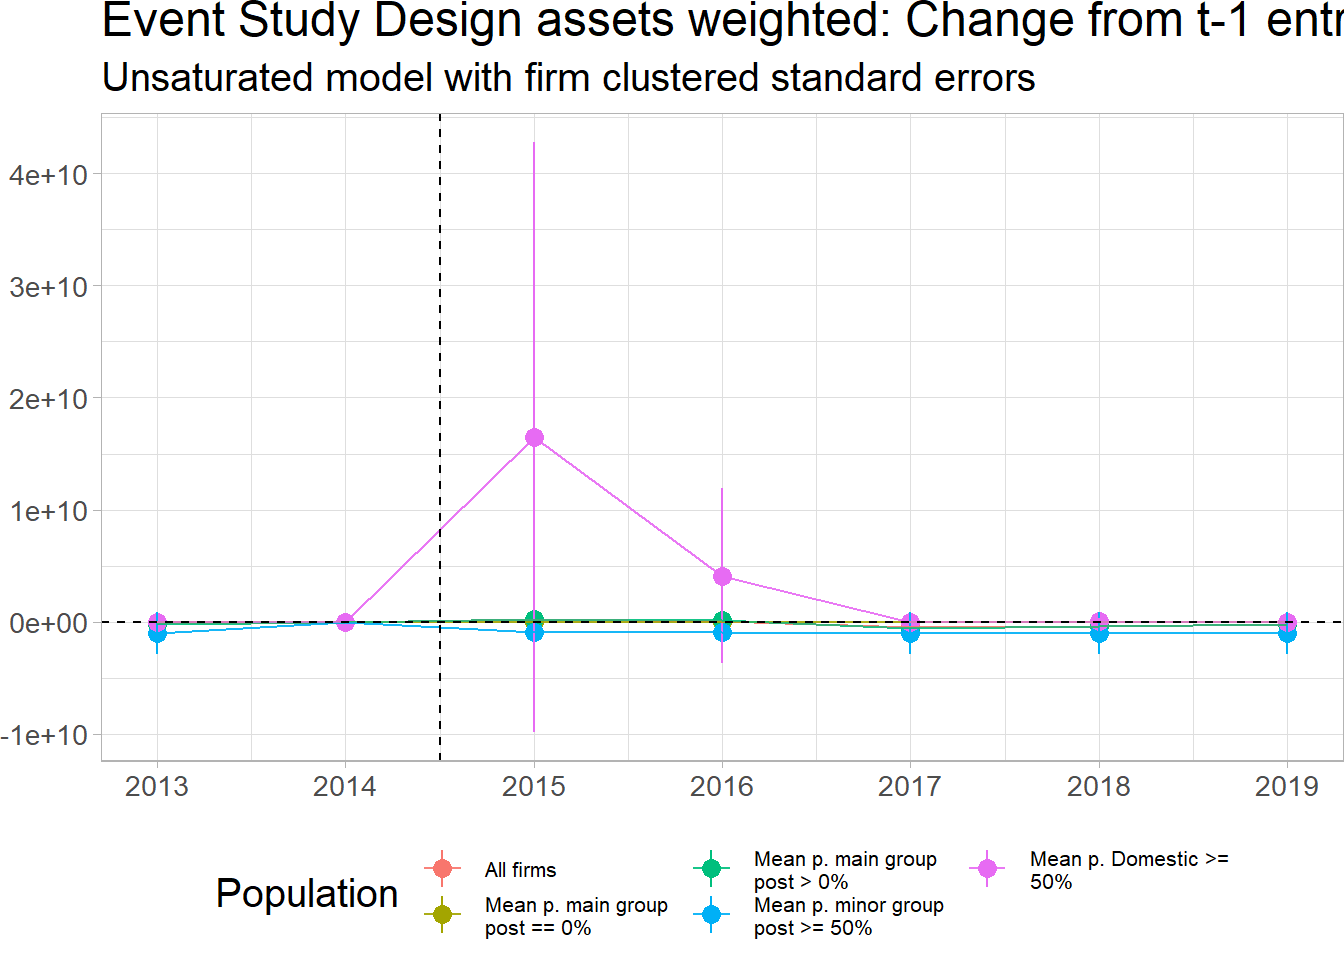 Event Study Design assets weighted: Change from t-1 entr
Unsaturated model with firm clustered standard errors
4e+10
3e+10
2e+10
1e+10
0e+00
-1e+10
2013 2014 2015 2016 2017 2018 2019
Population
All firms
Mean p. main group
post == 0%
Mean p. main group
post > 0%
Mean p. minor group
post >= 50%
Mean p. Domestic >=
50%